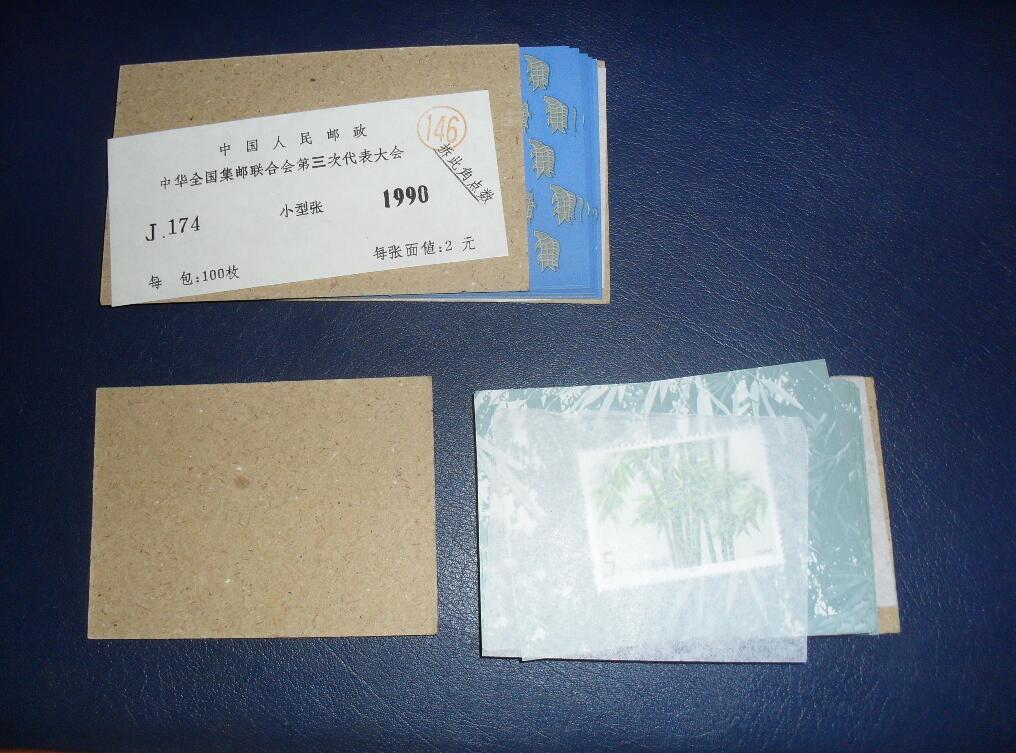 中国人民邮政
146
中华全国集邮联合会第三次代表大会
拆此角点数
J.174
小型张
1990
每 包:100枚
每张面值:2 元
5